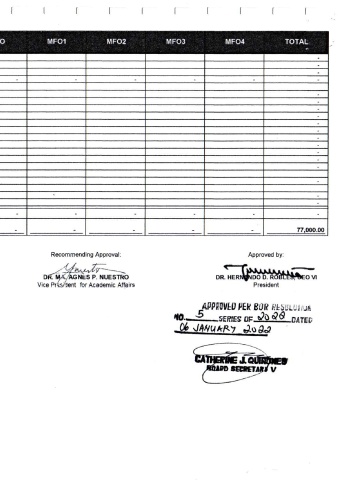 O MFO1 MFO2 MFO3 MFO4 TOTAL
77,000.00
Recommending Approval: Approved by:
DR. MA. AGNES P. NUESTRO DR. HERNANDO D. ROBLES, CEO VI
Vice President for Academic Affairs President
APPROVED PER BOR RESOLUTION
NO. 5 SERIES OF 2022 DATED
06 JANUARY 2022
CATHERINE J. QUIÑONES
BOARD SECRETARY V